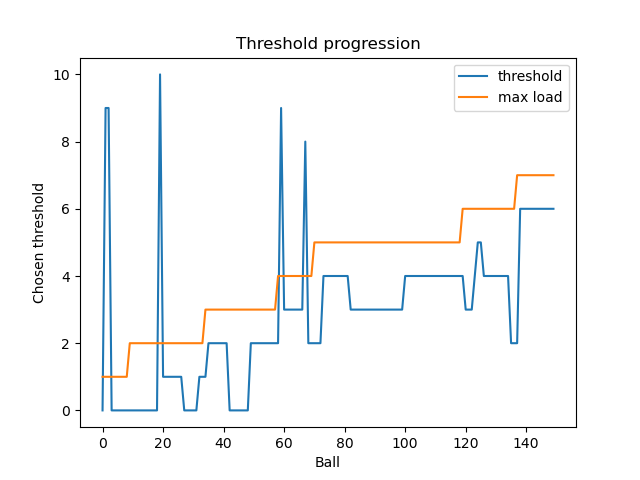 Threshold progression
threshold
max load
Chosen threshold
10
8
6
4
2
0
0 20 40 60 80 100 120 140
Ball